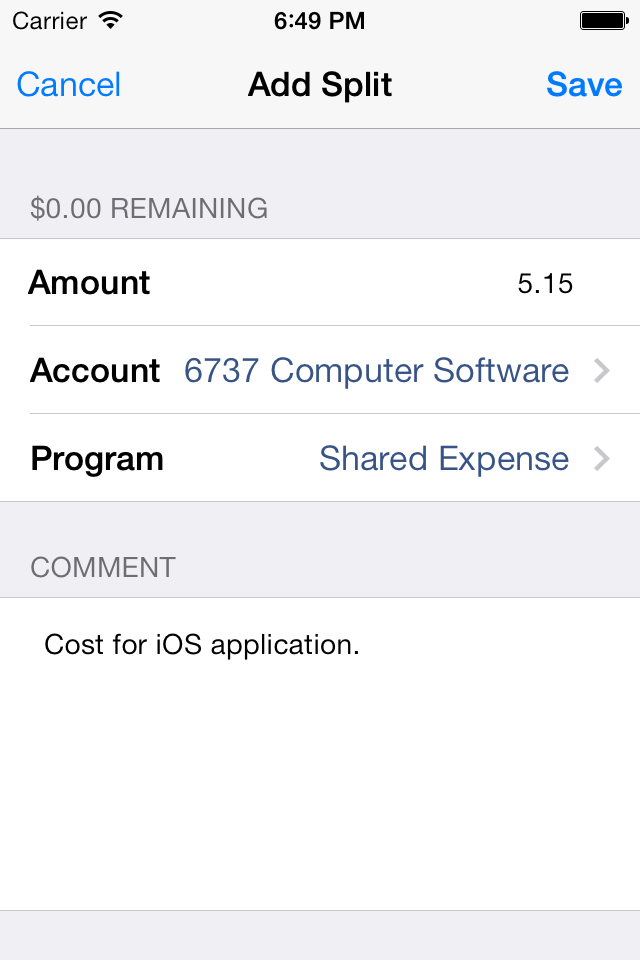 Carrier 6:49 PM
Cancel Add Split Save
$0.00 REMAINING
Amount 5.15
Account 6737 Computer Software
Program Shared Expense
COMMENT
Cost for iOS application.